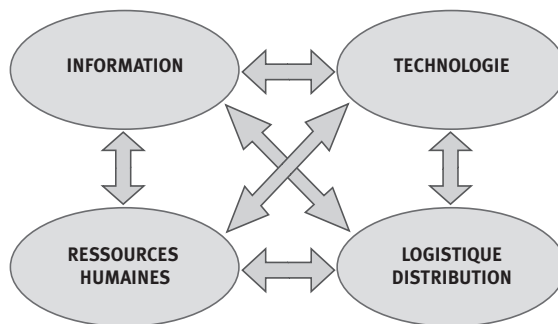 INFORMATION
TECHNOLOGIE
RESSOURCES
HUMAINES
LOGISTIQUE
DISTRIBUTION